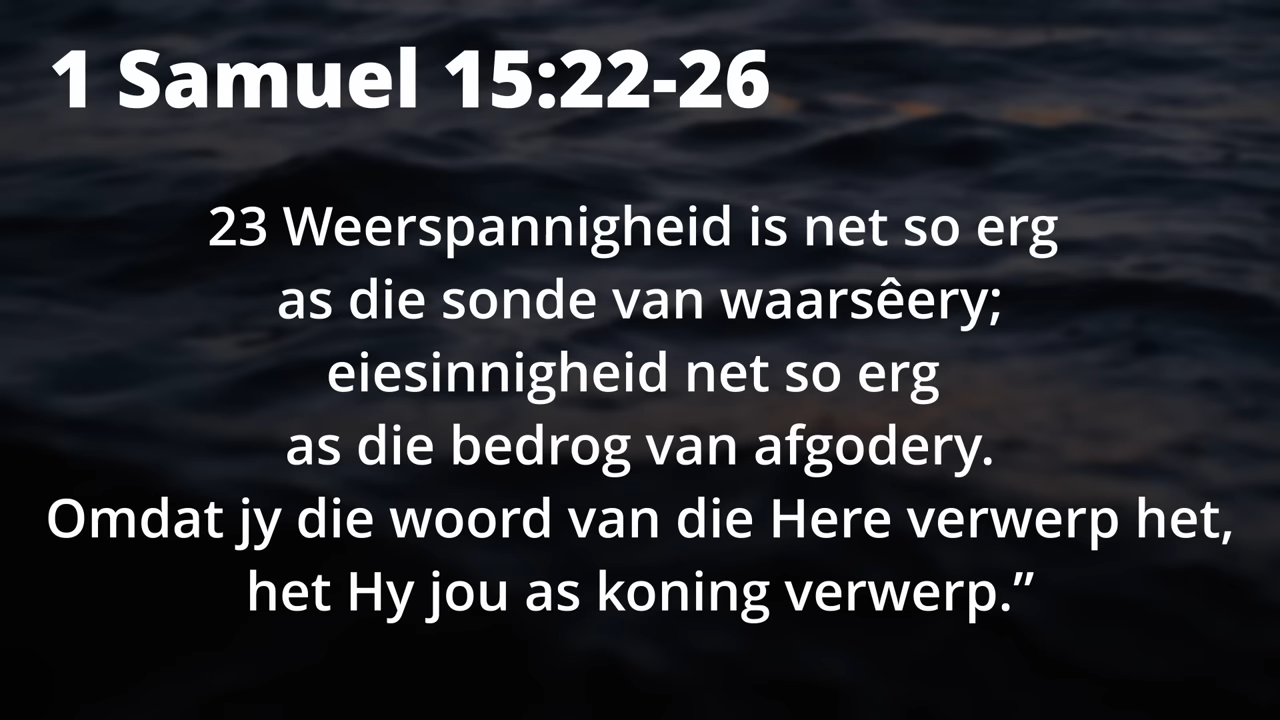 1 Samuel 15:22-26
23 Weerspannigheid is net so erg
as die sonde van waarsêery;
eiesinnigheid net so erg
as die bedrog van afgodery.
Omdat jy die woord van die Here verwerp het,
het Hy jou as koning verwerp.”